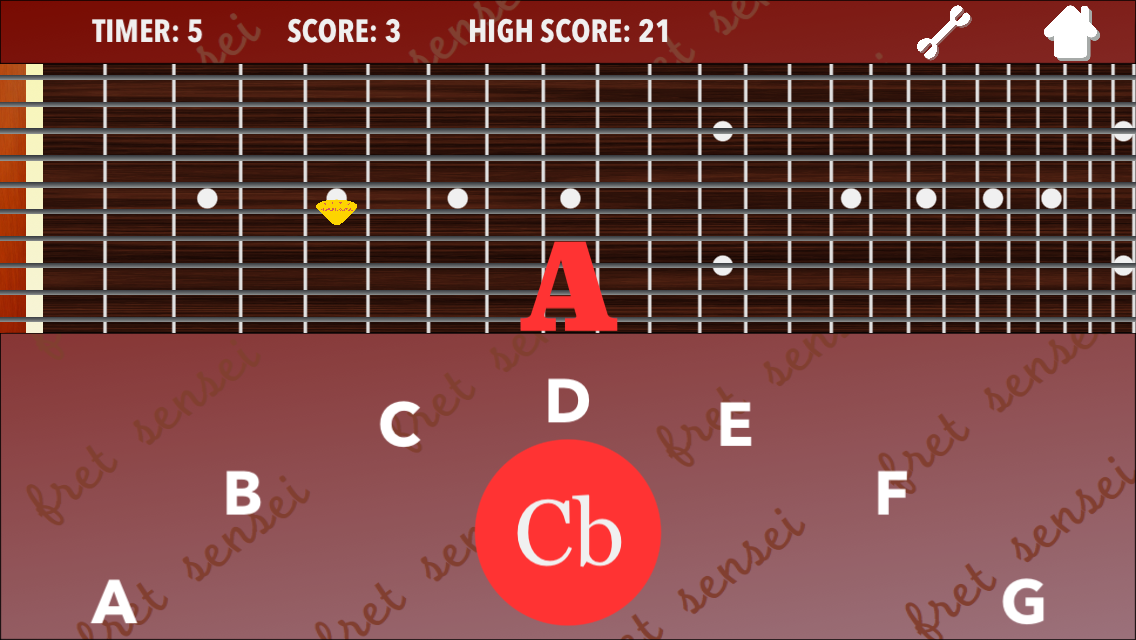 TIMER: 5 SCORE: 3 HIGH SCORE: 21
A
D
C E
B F
Cb
A G
fret sensei